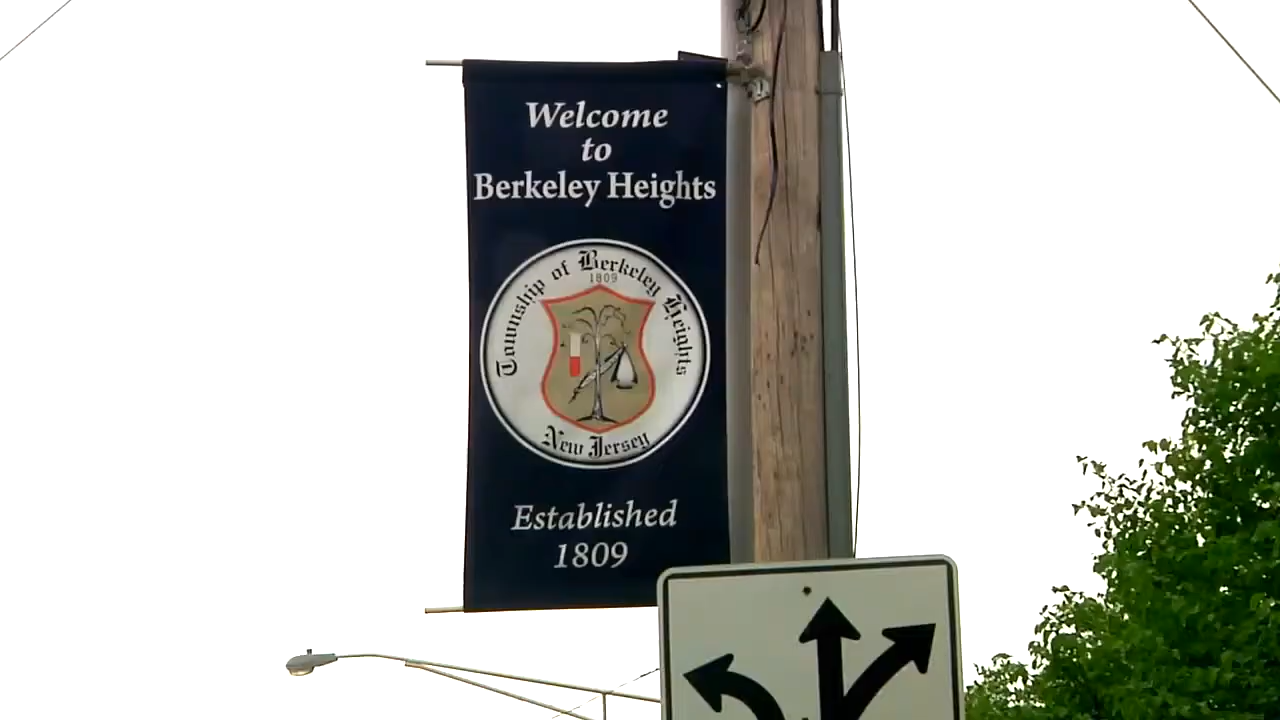 Welcome
to
Berkeley Heights
Township of Berkeley Heights
1809
New Jersey
Established
1809